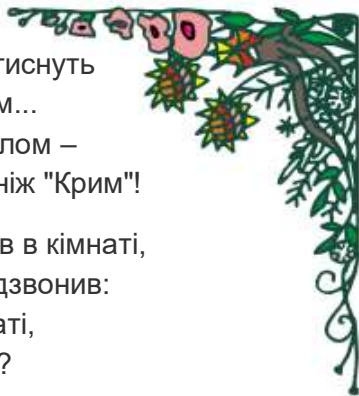 тиснуть
м...
лом –
ніж "Крим"!
в в кімнаті,
дзвонив:
аті,
?